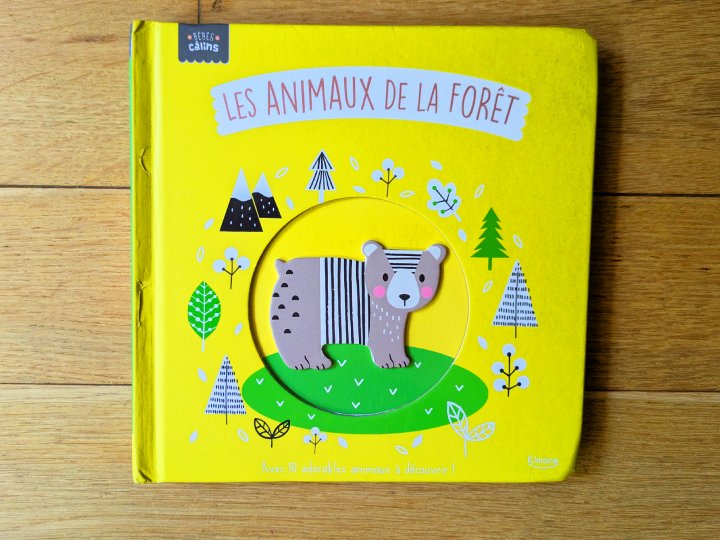 BÉBÉS
câlins
LES ANIMAUX DE LA FORÊT
Avec 10 adorables animaux à découvrir !
Kimane